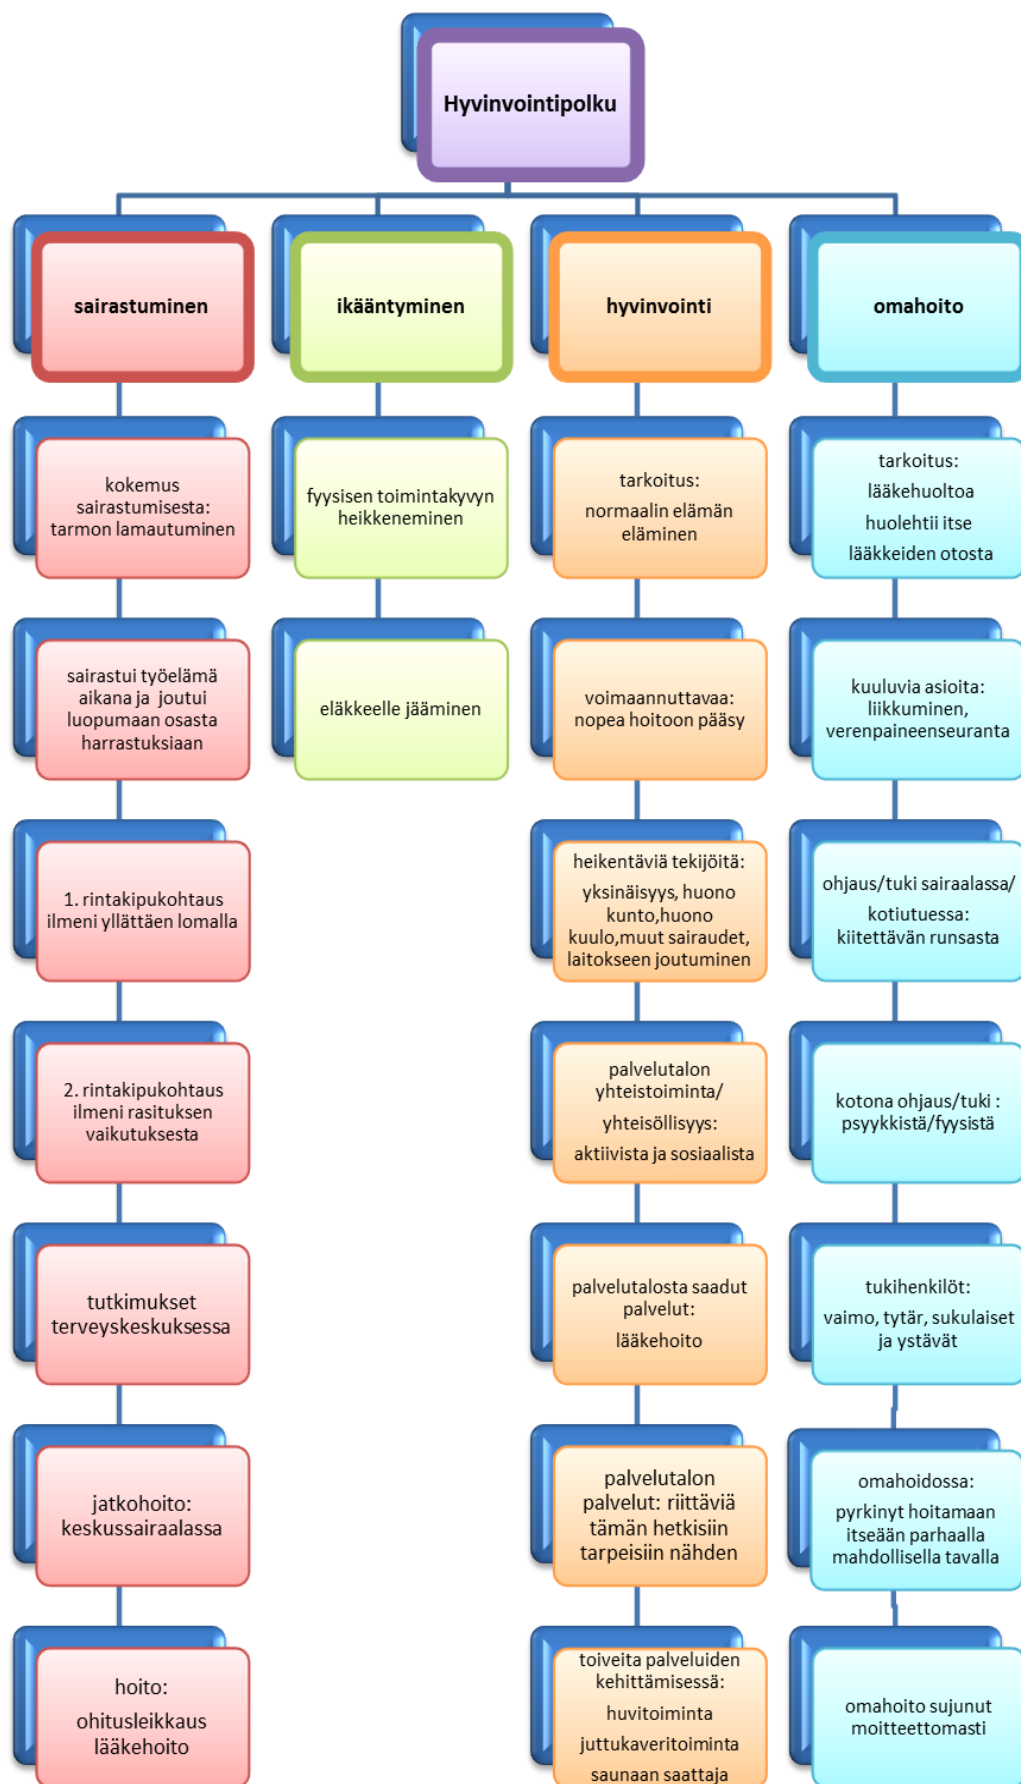 Hyvinvointipolku
sairastuminen
kokemus
sairastumisesta:
tarmon lamautuminen
sairastui työelämä
aikana ja joutui
luopumaan osasta
harrastuksiaan
1. rintakipukohtaus
ilmeni yllättäen lomalla
2. rintakipukohtaus
ilmeni rasituksen
vaikutuksesta
tutkimukset
terveyskeskuksessa
jatkohoito:
keskussairaalassa
hoito:
ohitusleikkaus
lääkehoito
ikääntyminen
fyysisen toimintakyvyn
heikkeneminen
eläkkeelle jääminen
hyvinvointi
tarkoitus:
normaalin elämän
eläminen
voimaannuttavaa:
nopea hoitoon pääsy
heikentäviä tekijöitä:
yksinäisyys, huono
kunto,huono
kuulo,muut sairaudet,
laitokseen joutuminen
palvelutalon
yhteistoiminta/
yhteisöllisyys:
aktiivista ja sosiaalista
palvelutalosta saadut
palvelut:
lääkehoito
palvelutalon
palvelut: riittäviä
tämän hetkisiin
tarpeisiin nähden
toiveita palveluiden
kehittämisessä:
huvitoiminta
juttukaveritoiminta
saunaan saattaja
omahoito
tarkoitus:
lääkehuoltoa
huolehtii itse
lääkkeiden otosta
kuuluvia asioita:
liikkuminen,
verenpaineenseuranta
ohjaus/tuki sairaalassa/
kotiutuessa:
kiitettävän runsasta
kotona ohjaus/tuki :
psyykkistä/fyysistä
tukihenkilöt:
vaimo, tytär, sukulaiset
ja ystävät
omahoidossa:
pyrkinyt hoitamaan
itseään parhaalla
mahdollisella tavalla
omahoito sujunut
moitteettomasti